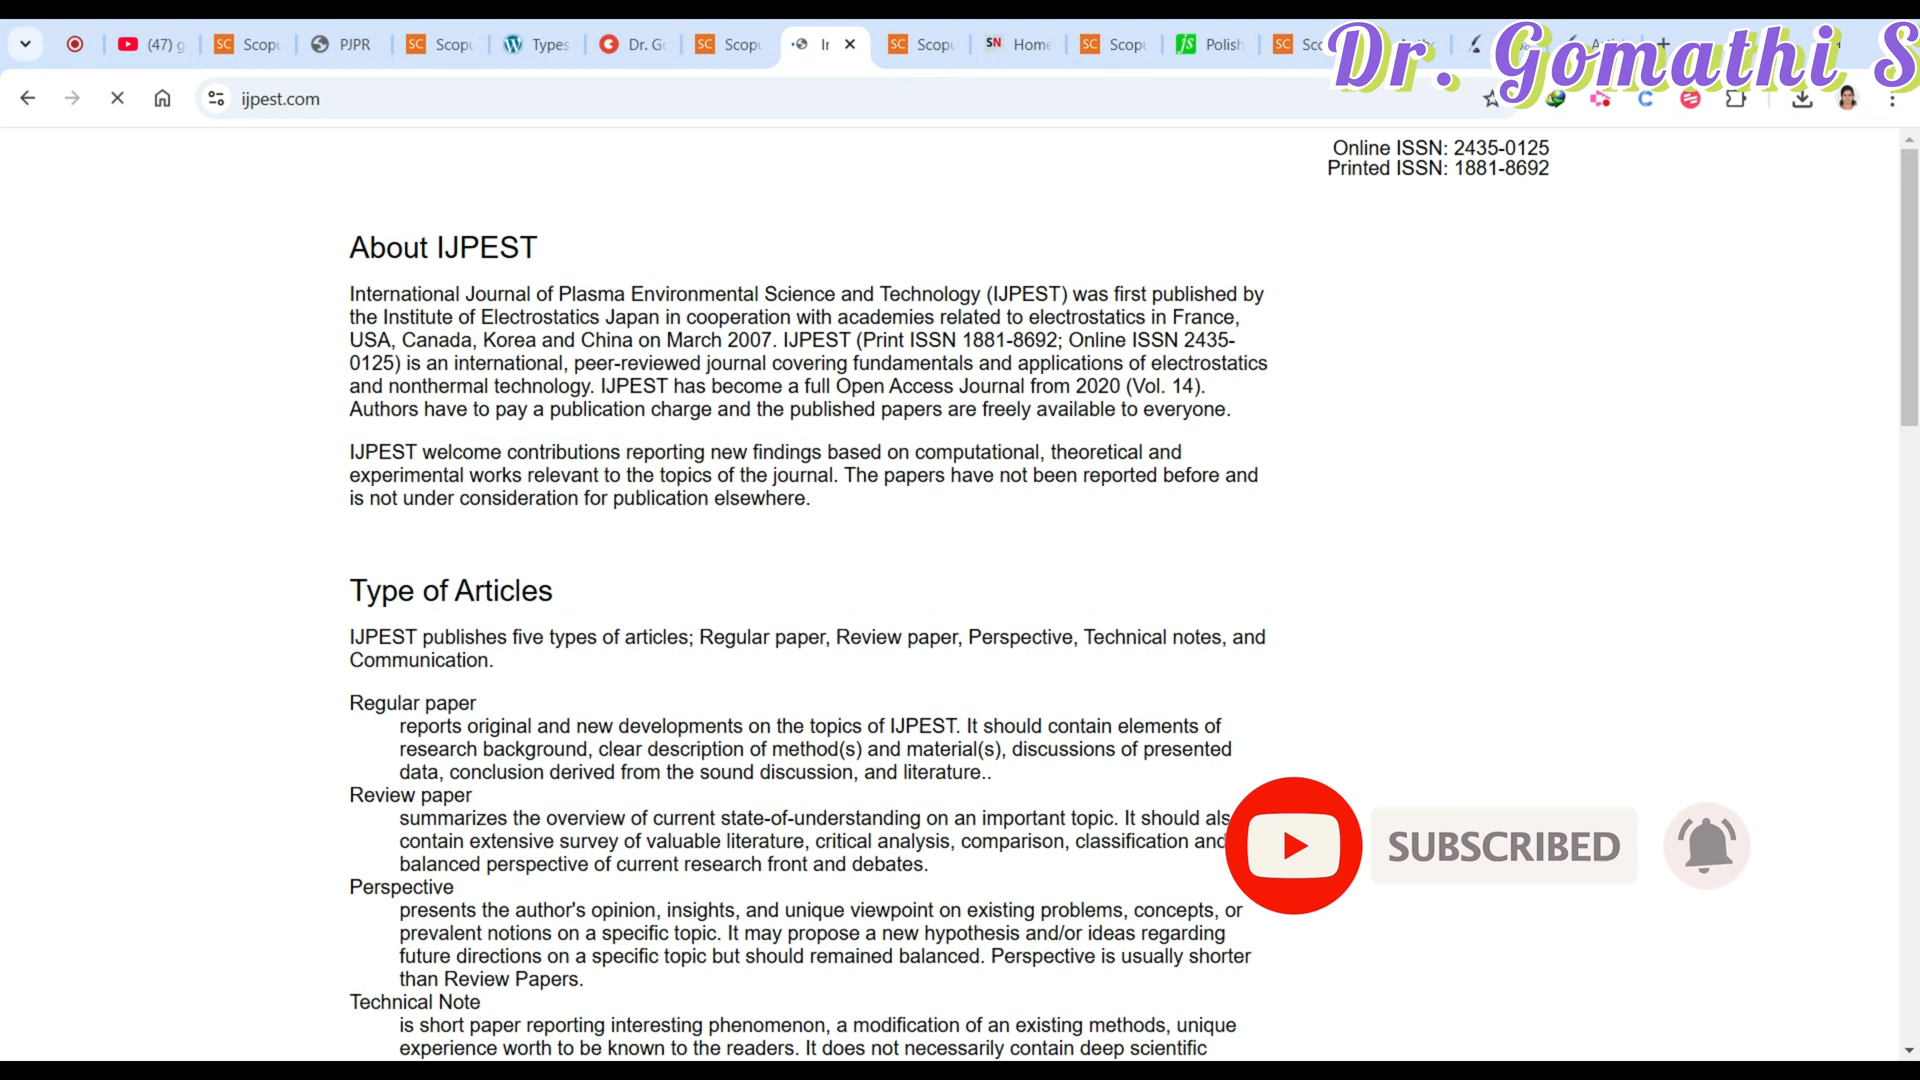 (47) g
Scopu
PJPR
Scopu
Types
Dr. Go
Scopu
In
Scopu
SN
Home
Scopu
Polish
Dr. Gomathi S
ijpest.com
Online ISSN: 2435-0125
Printed ISSN: 1881-8692
About IJPEST
International Journal of Plasma Environmental Science and Technology (IJPEST) was first published by
the Institute of Electrostatics Japan in cooperation with academies related to electrostatics in France,
USA, Canada, Korea and China on March 2007. IJPEST (Print ISSN 1881-8692; Online ISSN 2435-
0125) is an international, peer-reviewed journal covering fundamentals and applications of electrostatics
and nonthermal technology. IJPEST has become a full Open Access Journal from 2020 (Vol. 14).
Authors have to pay a publication charge and the published papers are freely available to everyone.
IJPEST welcome contributions reporting new findings based on computational, theoretical and
experimental works relevant to the topics of the journal. The papers have not been reported before and
is not under consideration for publication elsewhere.
Type of Articles
IJPEST publishes five types of articles; Regular paper, Review paper, Perspective, Technical notes, and
Communication.
Regular paper
reports original and new developments on the topics of IJPEST. It should contain elements of
research background, clear description of method(s) and material(s), discussions of presented
data, conclusion derived from the sound discussion, and literature..
Review paper
summarizes the overview of current state-of-understanding on an important topic. It should als
contain extensive survey of valuable literature, critical analysis, comparison, classification and
balanced perspective of current research front and debates.
SUBSCRIBED
Perspective
presents the author's opinion, insights, and unique viewpoint on existing problems, concepts, or
prevalent notions on a specific topic. It may propose a new hypothesis and/or ideas regarding
future directions on a specific topic but should remained balanced. Perspective is usually shorter
than Review Papers.
Technical Note
is short paper reporting interesting phenomenon, a modification of an existing methods, unique
experience worth to be known to the readers. It does not necessarily contain deep scientific